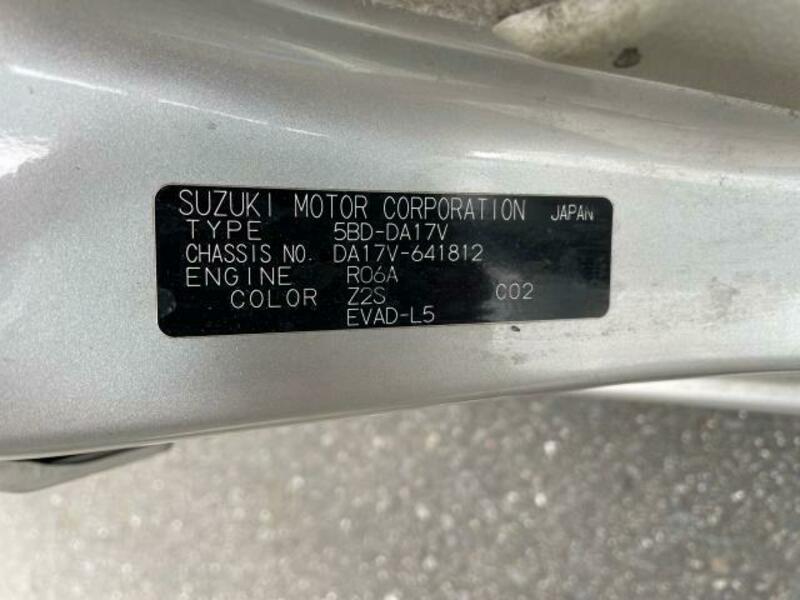 SUZUKI MOTOR CORPORATION JAPAN
TYPE 5BD-DA17V
CHASSIS NO. DA17V-641812
ENGINE R06A
COLOR Z2S C02
EVAD-L5